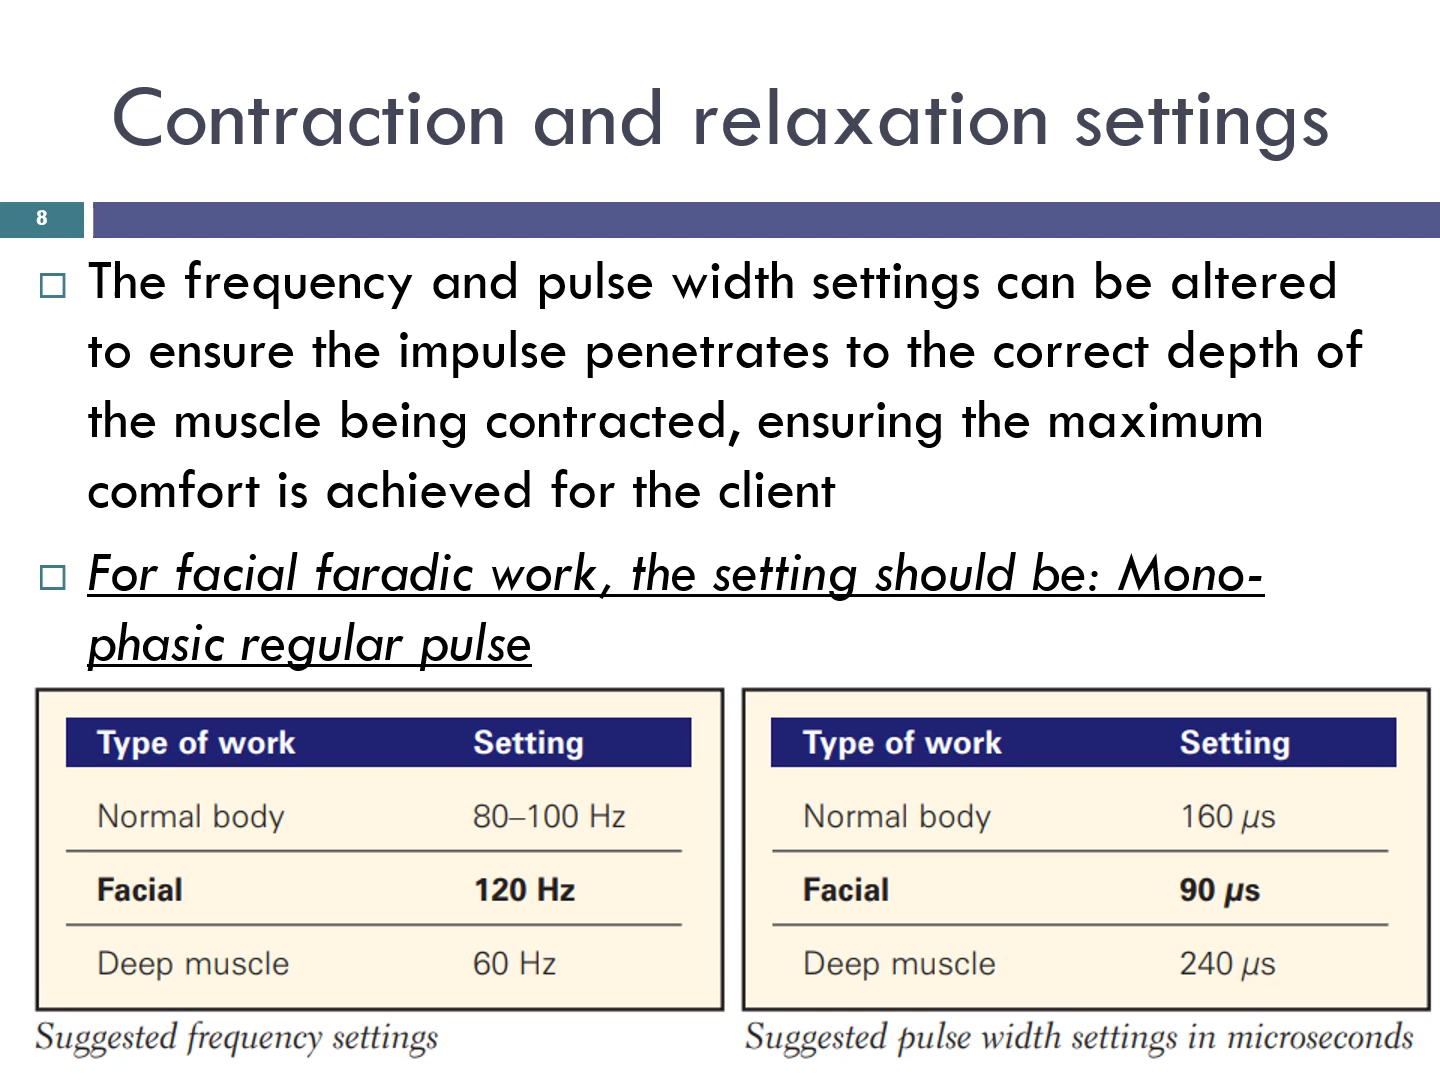 Contraction and relaxation settings
8
The frequency and pulse width settings can be altered
to ensure the impulse penetrates to the correct depth of
the muscle being contracted, ensuring the maximum
comfort is achieved for the client
For facial faradic work, the setting should be: Mono-
phasic regular pulse
Type of work Setting
Normal body 80–100 Hz
Facial 120 Hz
Deep muscle 60 Hz
Suggested frequency settings
Type of work Setting
Normal body 160 µs
Facial 90 µs
Deep muscle 240 µs
Suggested pulse width settings in microseconds